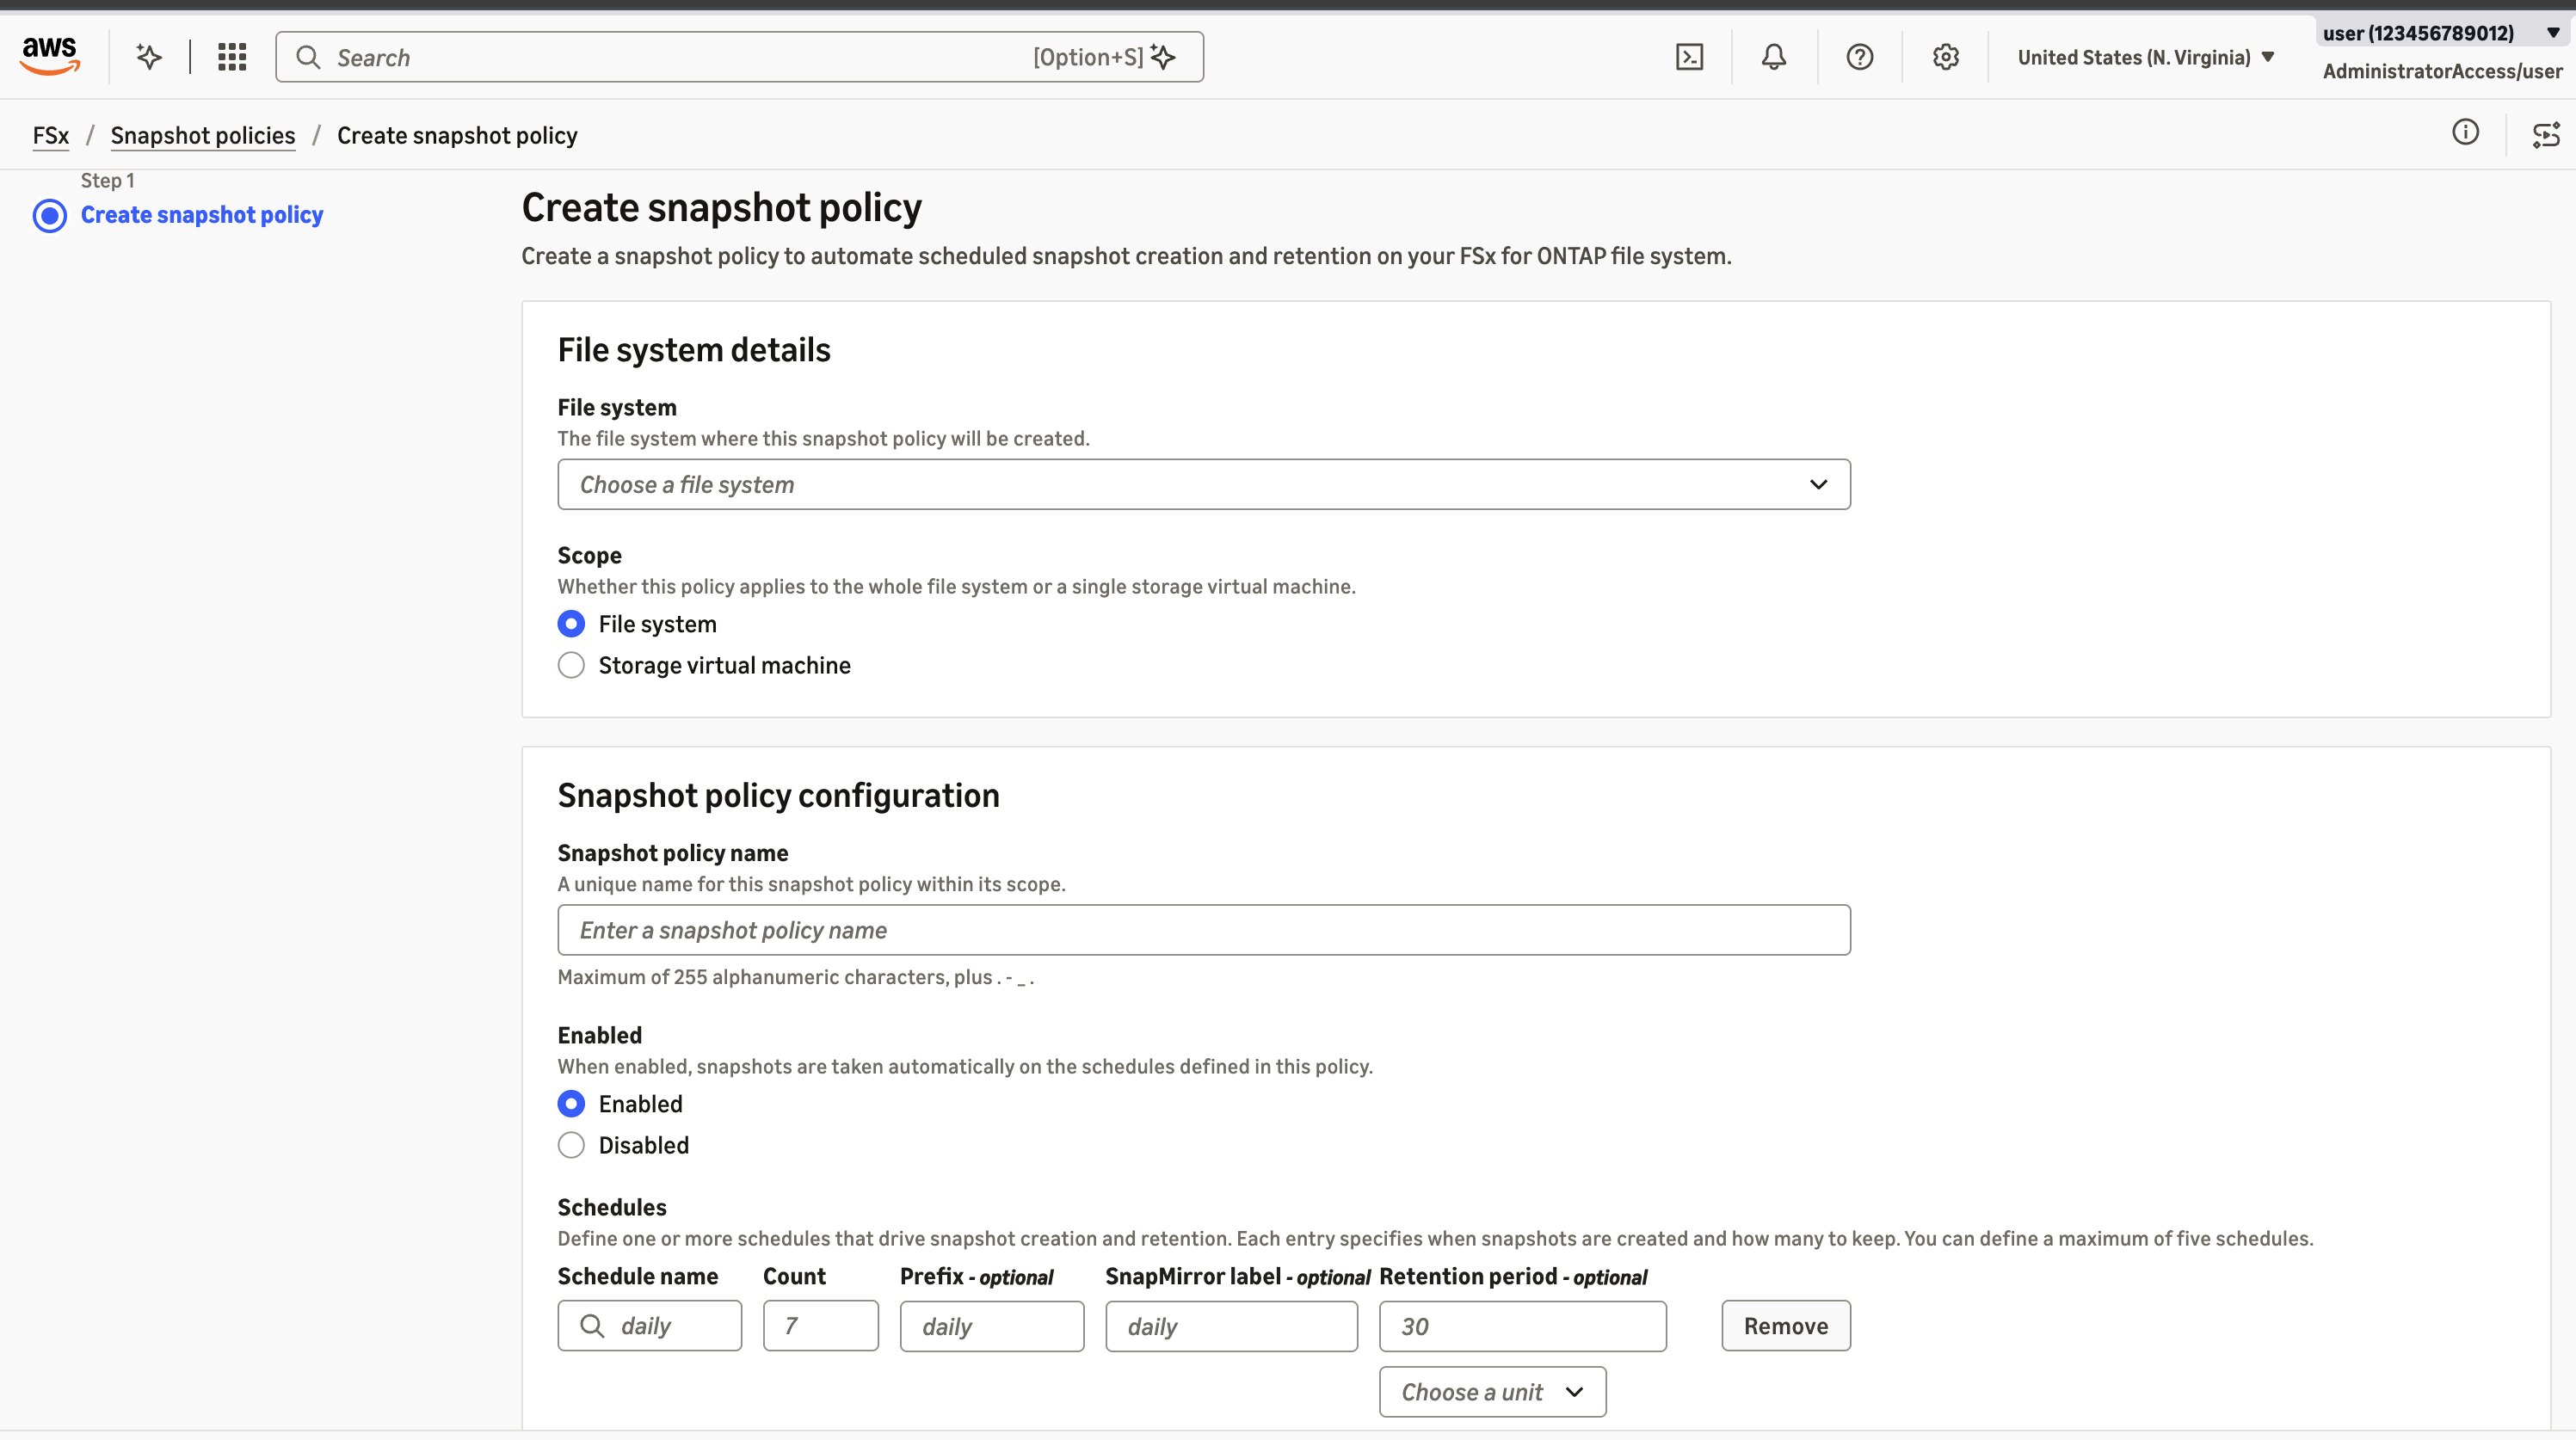 aws
Search [Option+S]
United States (N. Virginia)
user (123456789012)
AdministratorAccess/user
FSx / Snapshot policies / Create snapshot policy
Step 1
Create snapshot policy
Create snapshot policy
Create a snapshot policy to automate scheduled snapshot creation and retention on your FSx for ONTAP file system.
File system details
File system
The file system where this snapshot policy will be created.
Choose a file system
Scope
Whether this policy applies to the whole file system or a single storage virtual machine.
File system
Storage virtual machine
Snapshot policy configuration
Snapshot policy name
A unique name for this snapshot policy within its scope.
Enter a snapshot policy name
Maximum of 255 alphanumeric characters, plus . - _ .
Enabled
When enabled, snapshots are taken automatically on the schedules defined in this policy.
Enabled
Disabled
Schedules
Define one or more schedules that drive snapshot creation and retention. Each entry specifies when snapshots are created and how many to keep. You can define a maximum of five schedules.
Schedule name Count Prefix - optional SnapMirror label - optional Retention period - optional
daily 7 daily daily 30 Remove
Choose a unit